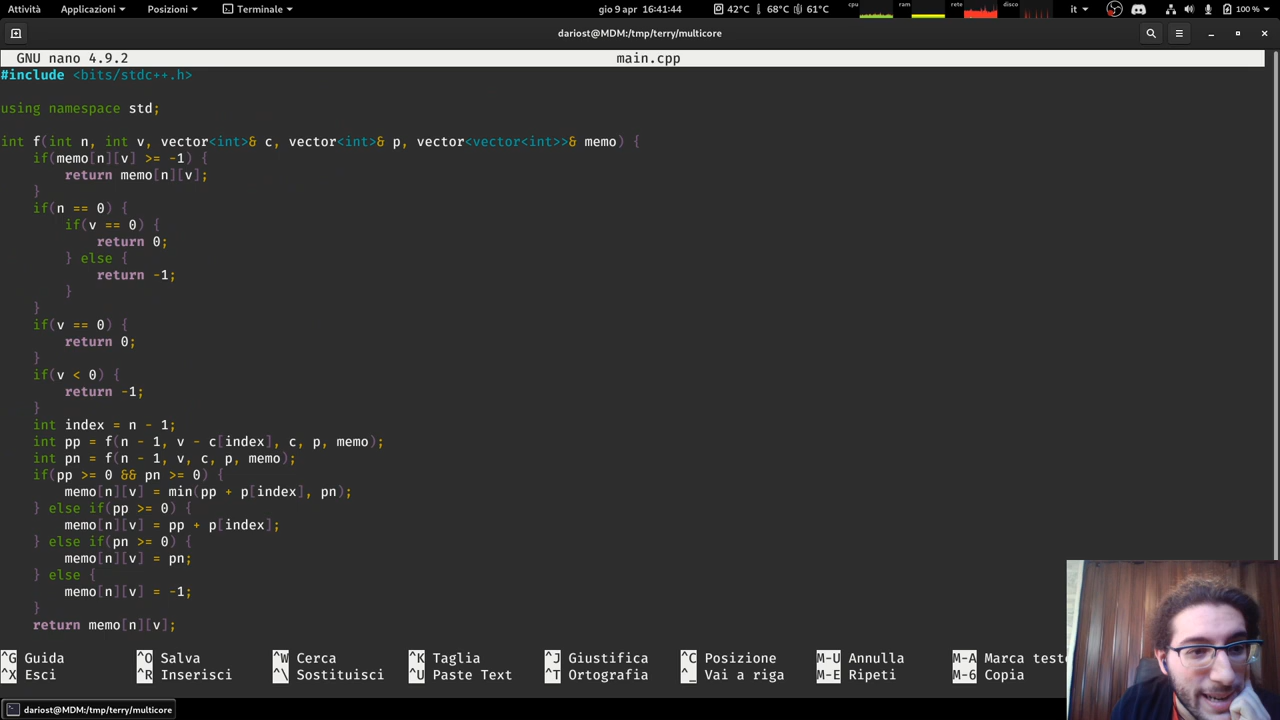 Attività Applicazioni Posizioni Terminale gio 9 apr 16:41:44 42°C 68°C 61°C cpu ram rete disco it 100 %
dariost@MDM:/tmp/terry/multicore
GNU nano 4.9.2 main.cpp
#include <bits/stdc++.h>
using namespace std;
int f(int n, int v, vector<int>& c, vector<int>& p, vector<vector<int>>& memo) {
if(memo[n][v] >= -1) {
return memo[n][v];
}
if(n == 0) {
if(v == 0) {
return 0;
} else {
return -1;
}
}
if(v == 0) {
return 0;
}
if(v < 0) {
return -1;
}
int index = n - 1;
int pp = f(n - 1, v - c[index], c, p, memo);
int pn = f(n - 1, v, c, p, memo);
if(pp >= 0 && pn >= 0) {
memo[n][v] = min(pp + p[index], pn);
} else if(pp >= 0) {
memo[n][v] = pp + p[index];
} else if(pn >= 0) {
memo[n][v] = pn;
} else {
memo[n][v] = -1;
}
return memo[n][v];
^G Guida ^O Salva ^W Cerca ^K Taglia ^J Giustifica ^C Posizione M-U Annulla M-A Marca testo
^X Esci ^R Inserisci ^\ Sostituisci ^U Paste Text ^T Ortografia ^_ Vai a riga M-E Ripeti M-6 Copia
dariost@MDM:/tmp/terry/multicore